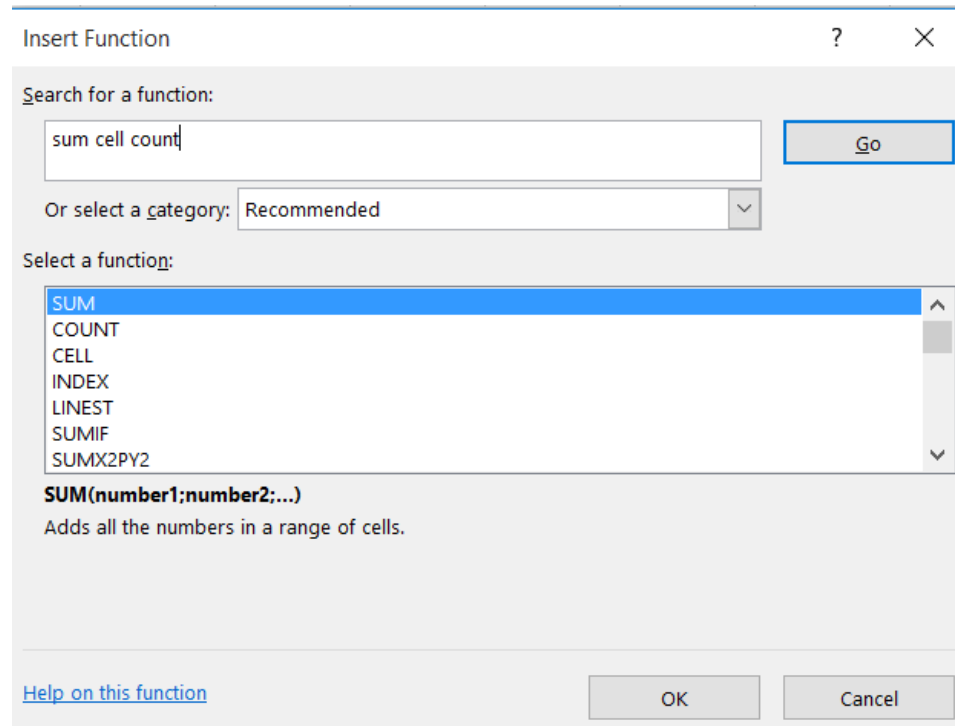 Insert Function ?
Search for a function:
sum cell count
Go
Or select a category: Recommended
Select a function:
SUM
COUNT
CELL
INDEX
LINEST
SUMIF
SUMX2PY2
SUM(number1;number2;...)
Adds all the numbers in a range of cells.
Help on this function
OK
Cancel